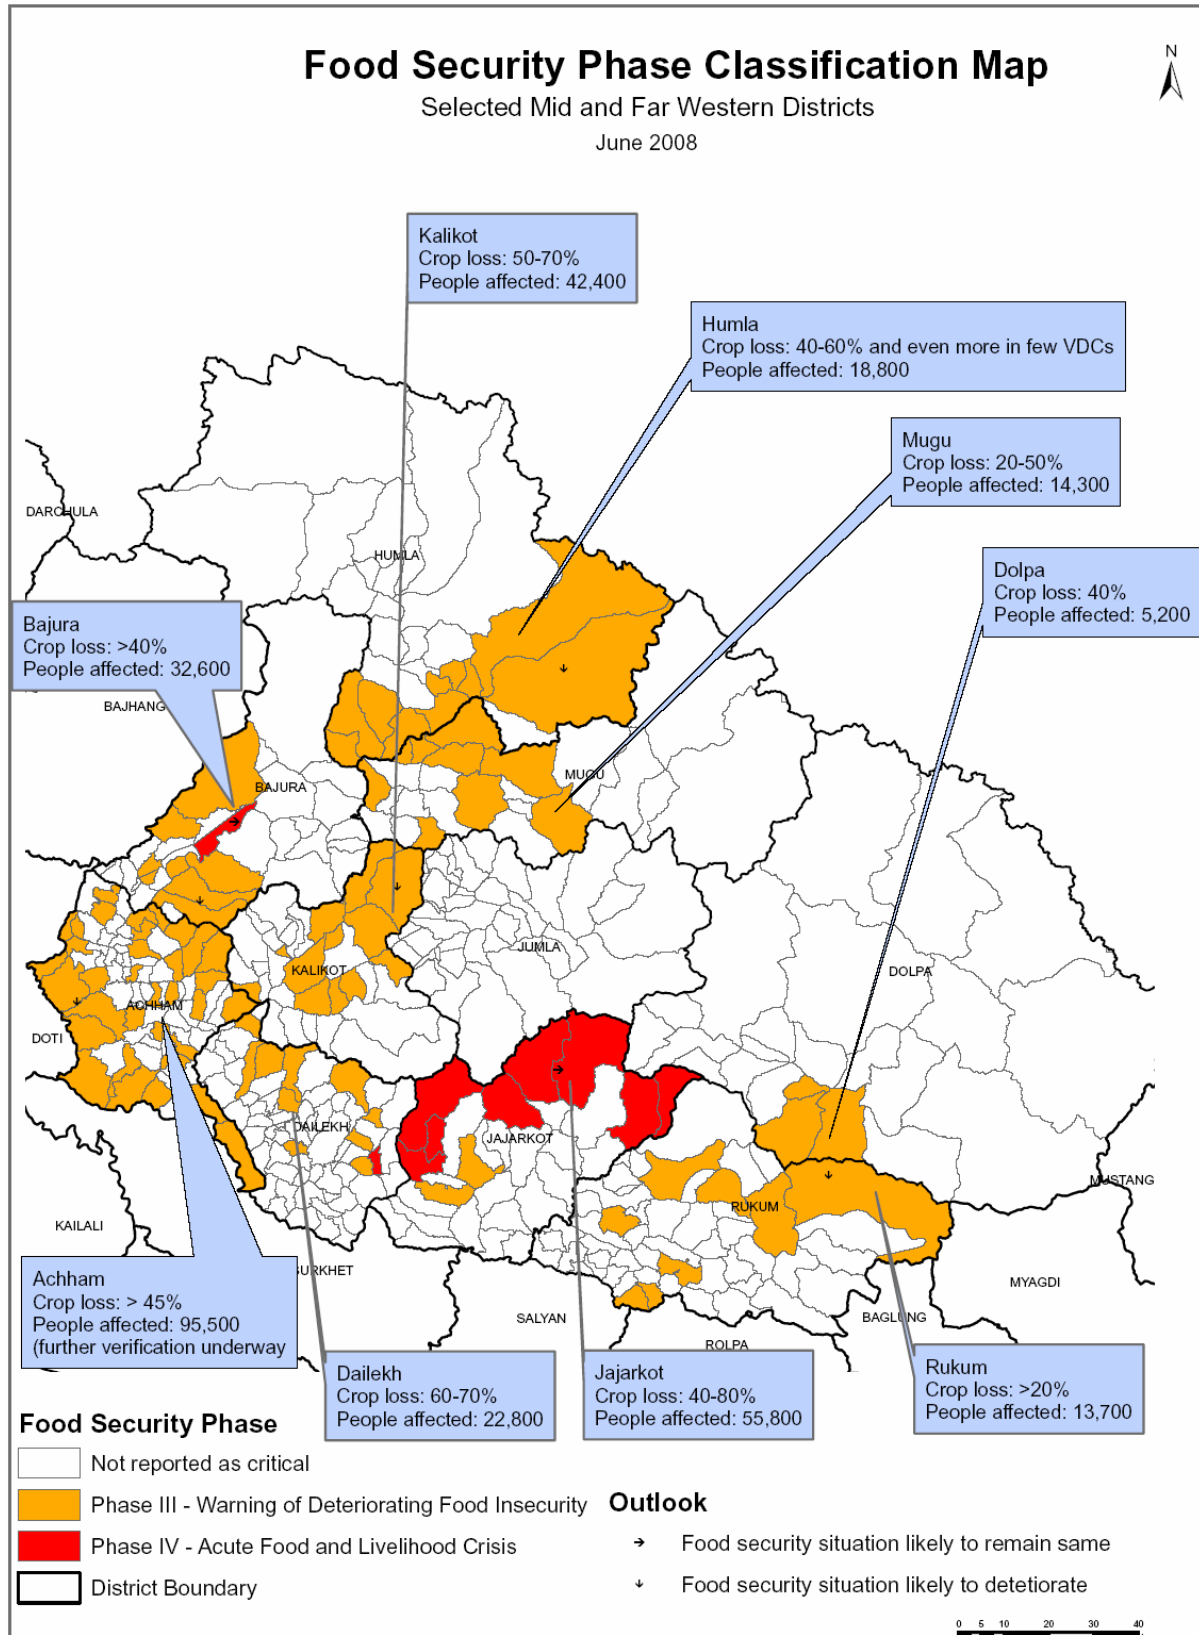 Food Security Phase Classification Map
Selected Mid and Far Western Districts
June 2008
N
Kalikot
Crop loss: 50-70%
People affected: 42,400
Humla
Crop loss: 40-60% and even more in few VDCs
People affected: 18,800
Mugu
Crop loss: 20-50%
People affected: 14,300
Dolpa
Crop loss: 40%
People affected: 5,200
Bajura
Crop loss: >40%
People affected: 32,600
DARCHULA
HUMLA
BAJHANG
BAJURA
MUGU
JUMLA
KALIKOT
DOLPA
ACHHAM
DOTI
DAILEKH
JAJARKOT
MUSTANG
RUKUM
KAILALI
SURKHET
MYAGDI
SALYAN
BAGLUNG
ROLPA
Achham
Crop loss: > 45%
People affected: 95,500
(further verification underway
Dailekh
Crop loss: 60-70%
People affected: 22,800
Jajarkot
Crop loss: 40-80%
People affected: 55,800
Rukum
Crop loss: >20%
People affected: 13,700
Food Security Phase
Not reported as critical
Phase III - Warning of Deteriorating Food Insecurity
Phase IV - Acute Food and Livelihood Crisis
District Boundary
Outlook
Food security situation likely to remain same
Food security situation likely to detetiorate
0 5 10 20 30 40